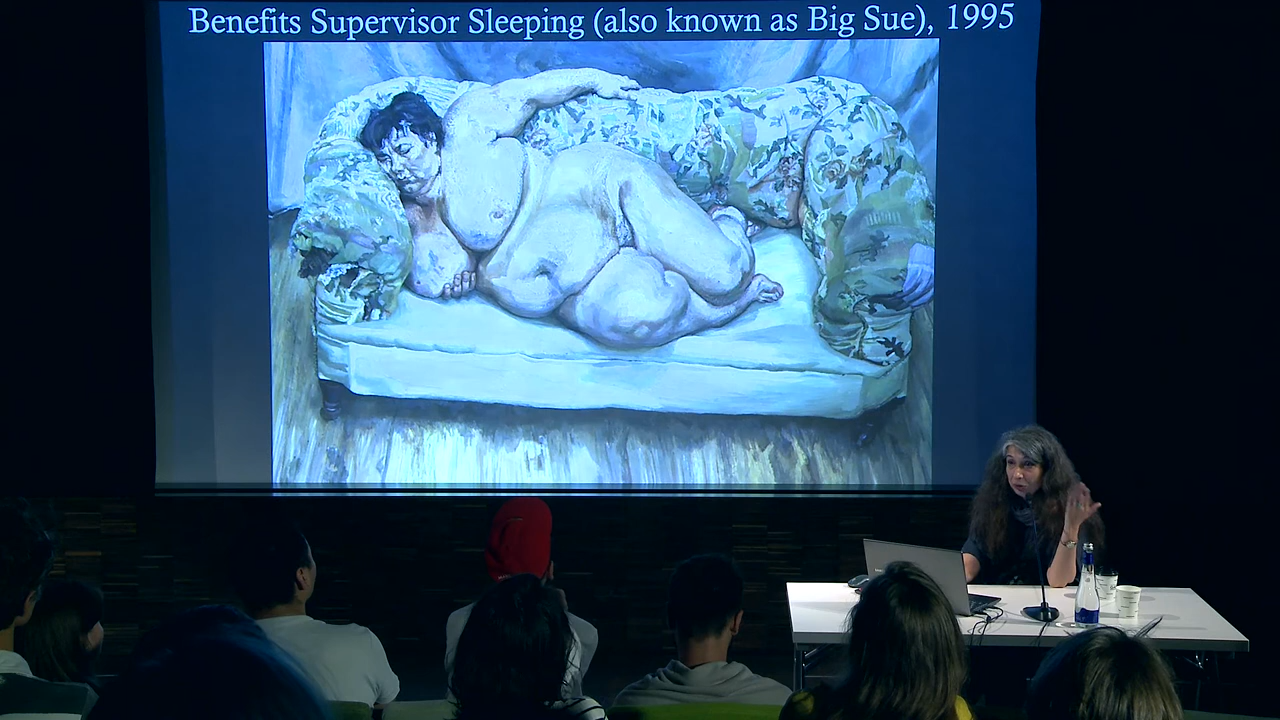 Benefits Supervisor Sleeping (also known as Big Sue), 1995